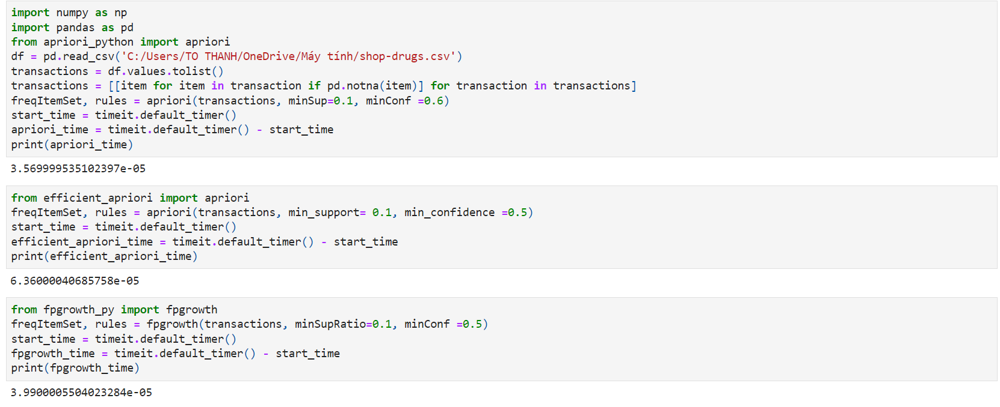 import numpy as np
import pandas as pd
from apriori_python import apriori
df = pd.read_csv('C:/Users/TO THANH/OneDrive/Máy tính/shop-drugs.csv')
transactions = df.values.tolist()
transactions = [[item for item in transaction if pd.notna(item)] for transaction in transactions]
freqItemSet, rules = apriori(transactions, minSup=0.1, minConf =0.6)
start_time = timeit.default_timer()
apriori_time = timeit.default_timer() - start_time
print(apriori_time)
3.569999535102397e-05
from efficient_apriori import apriori
freqItemSet, rules = apriori(transactions, min_support= 0.1, min_confidence =0.5)
start_time = timeit.default_timer()
efficient_apriori_time = timeit.default_timer() - start_time
print(efficient_apriori_time)
6.36000040685758e-05
from fpgrowth_py import fpgrowth
freqItemSet, rules = fpgrowth(transactions, minSupRatio=0.1, minConf =0.5)
start_time = timeit.default_timer()
fpgrowth_time = timeit.default_timer() - start_time
print(fpgrowth_time)
3.9900005504023284e-05